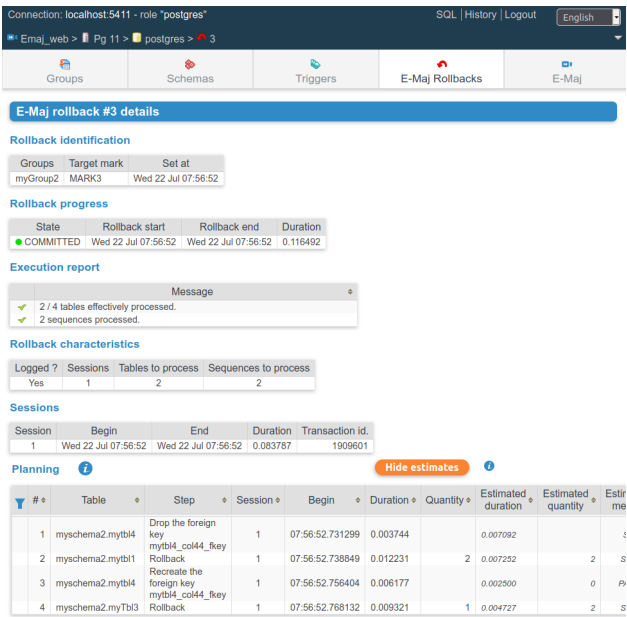 Connection: localhost:5411 - role "postgres" SQL | History | Logout English
Emaj_web > Pg 11 > postgres > 3
Groups Schemas Triggers E-Maj Rollbacks E-Maj
E-Maj rollback #3 details
Rollback identification
Groups Target mark Set at
myGroup2 MARK3 Wed 22 Jul 07:56:52
Rollback progress
State Rollback start Rollback end Duration
COMMITTED Wed 22 Jul 07:56:52 Wed 22 Jul 07:56:52 0.116492
Execution report
Message
2 / 4 tables effectively processed.
2 sequences processed.
Rollback characteristics
Logged ? Sessions Tables to process Sequences to process
Yes 1 2 2
Sessions
Session Begin End Duration Transaction id.
1 Wed 22 Jul 07:56:52 Wed 22 Jul 07:56:52 0.083787 1909601
Planning i Hide estimates i
# Table Step Session Begin Duration Quantity Estimated duration Estimated quantity
1 myschema2.mytbl4 Drop the foreign key mytbl4_col44_fkey 1 07:56:52.731299 0.003744 0.007092
2 myschema2.mytbl1 Rollback 1 07:56:52.738849 0.012231 2 0.007252 2
3 myschema2.mytbl4 Recreate the foreign key mytbl4_col44_fkey 1 07:56:52.756404 0.006177 0.002500 0
4 myschema2.myTbl3 Rollback 1 07:56:52.768132 0.009321 1 0.004727 2